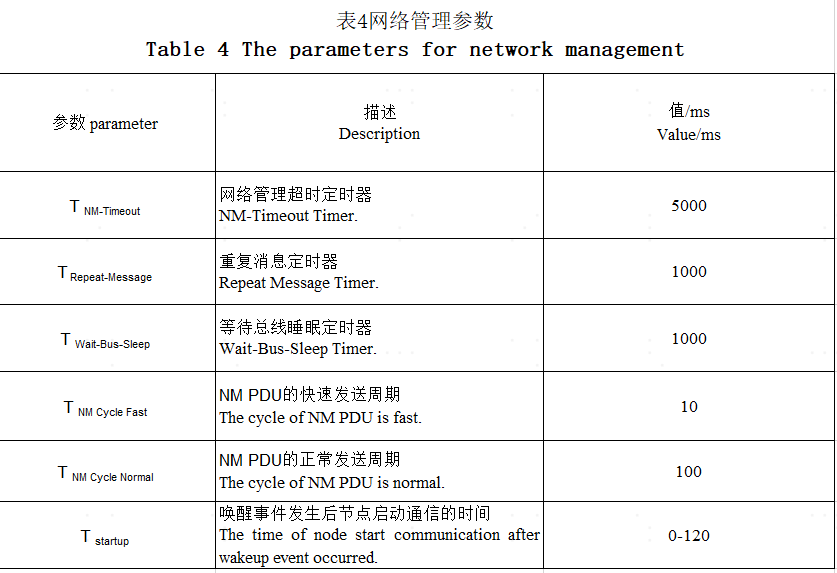 表4网络管理参数
Table 4 The parameters for network management
参数 parameter
描述
Description
值/ms
Value/ms
T NM-Timeout
网络管理超时定时器
NM-Timeout Timer.
5000
T Repeat-Message
重复消息定时器
Repeat Message Timer.
1000
T Wait-Bus-Sleep
等待总线睡眠定时器
Wait-Bus-Sleep Timer.
1000
T NM Cycle Fast
NM PDU的快速发送周期
The cycle of NM PDU is fast.
10
T NM Cycle Normal
NM PDU的正常发送周期
The cycle of NM PDU is normal.
100
T startup
唤醒事件发生后节点启动通信的时间
The time of node start communication after
wakeup event occurred.
0-120